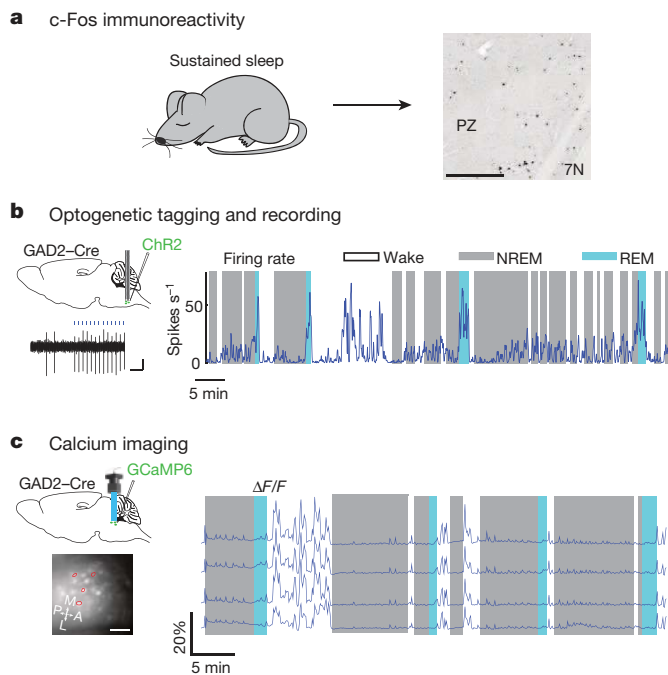 a c-Fos immunoreactivity
Sustained sleep
PZ
7N
b Optogenetic tagging and recording
GAD2–Cre
ChR2
Firing rate
Wake
NREM
REM
Spikes s⁻¹
50
0
5 min
c Calcium imaging
GAD2–Cre
GCaMP6
ΔF/F
M
P A
L
20%
5 min